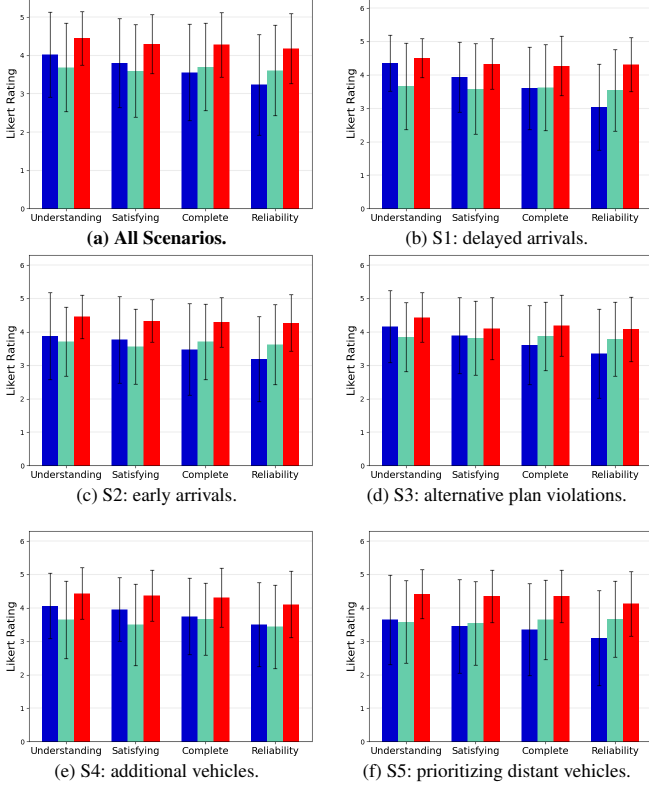 5
4
3
2
1
0
Likert Rating
Understanding Satisfying Complete Reliability
(a) All Scenarios.
6
5
4
3
2
1
0
Likert Rating
Understanding Satisfying Complete Reliability
(b) S1: delayed arrivals.
6
5
4
3
2
1
0
Likert Rating
Understanding Satisfying Complete Reliability
(c) S2: early arrivals.
6
5
4
3
2
1
0
Likert Rating
Understanding Satisfying Complete Reliability
(d) S3: alternative plan violations.
6
5
4
3
2
1
0
Likert Rating
Understanding Satisfying Complete Reliability
(e) S4: additional vehicles.
6
5
4
3
2
1
0
Likert Rating
Understanding Satisfying Complete Reliability
(f) S5: prioritizing distant vehicles.